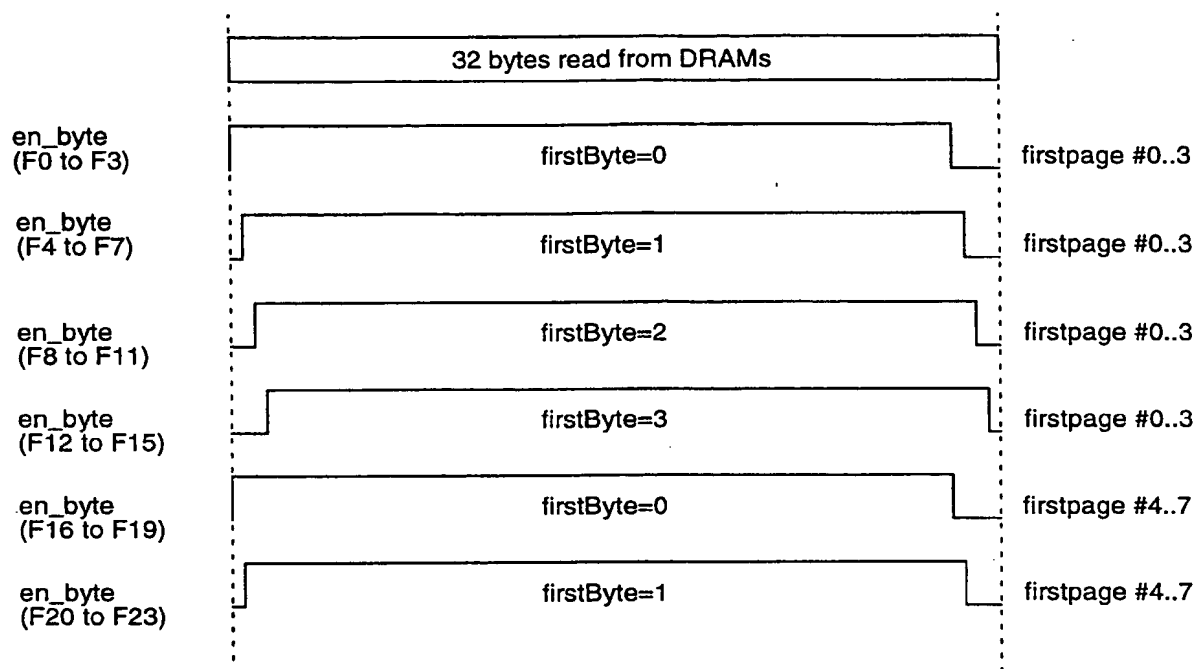 32 bytes read from DRAMs
en_byte
(F0 to F3)
firstByte=0
firstpage #0..3
en_byte
(F4 to F7)
firstByte=1
firstpage #0..3
en_byte
(F8 to F11)
firstByte=2
firstpage #0..3
en_byte
(F12 to F15)
firstByte=3
firstpage #0..3
en_byte
(F16 to F19)
firstByte=0
firstpage #4..7
en_byte
(F20 to F23)
firstByte=1
firstpage #4..7